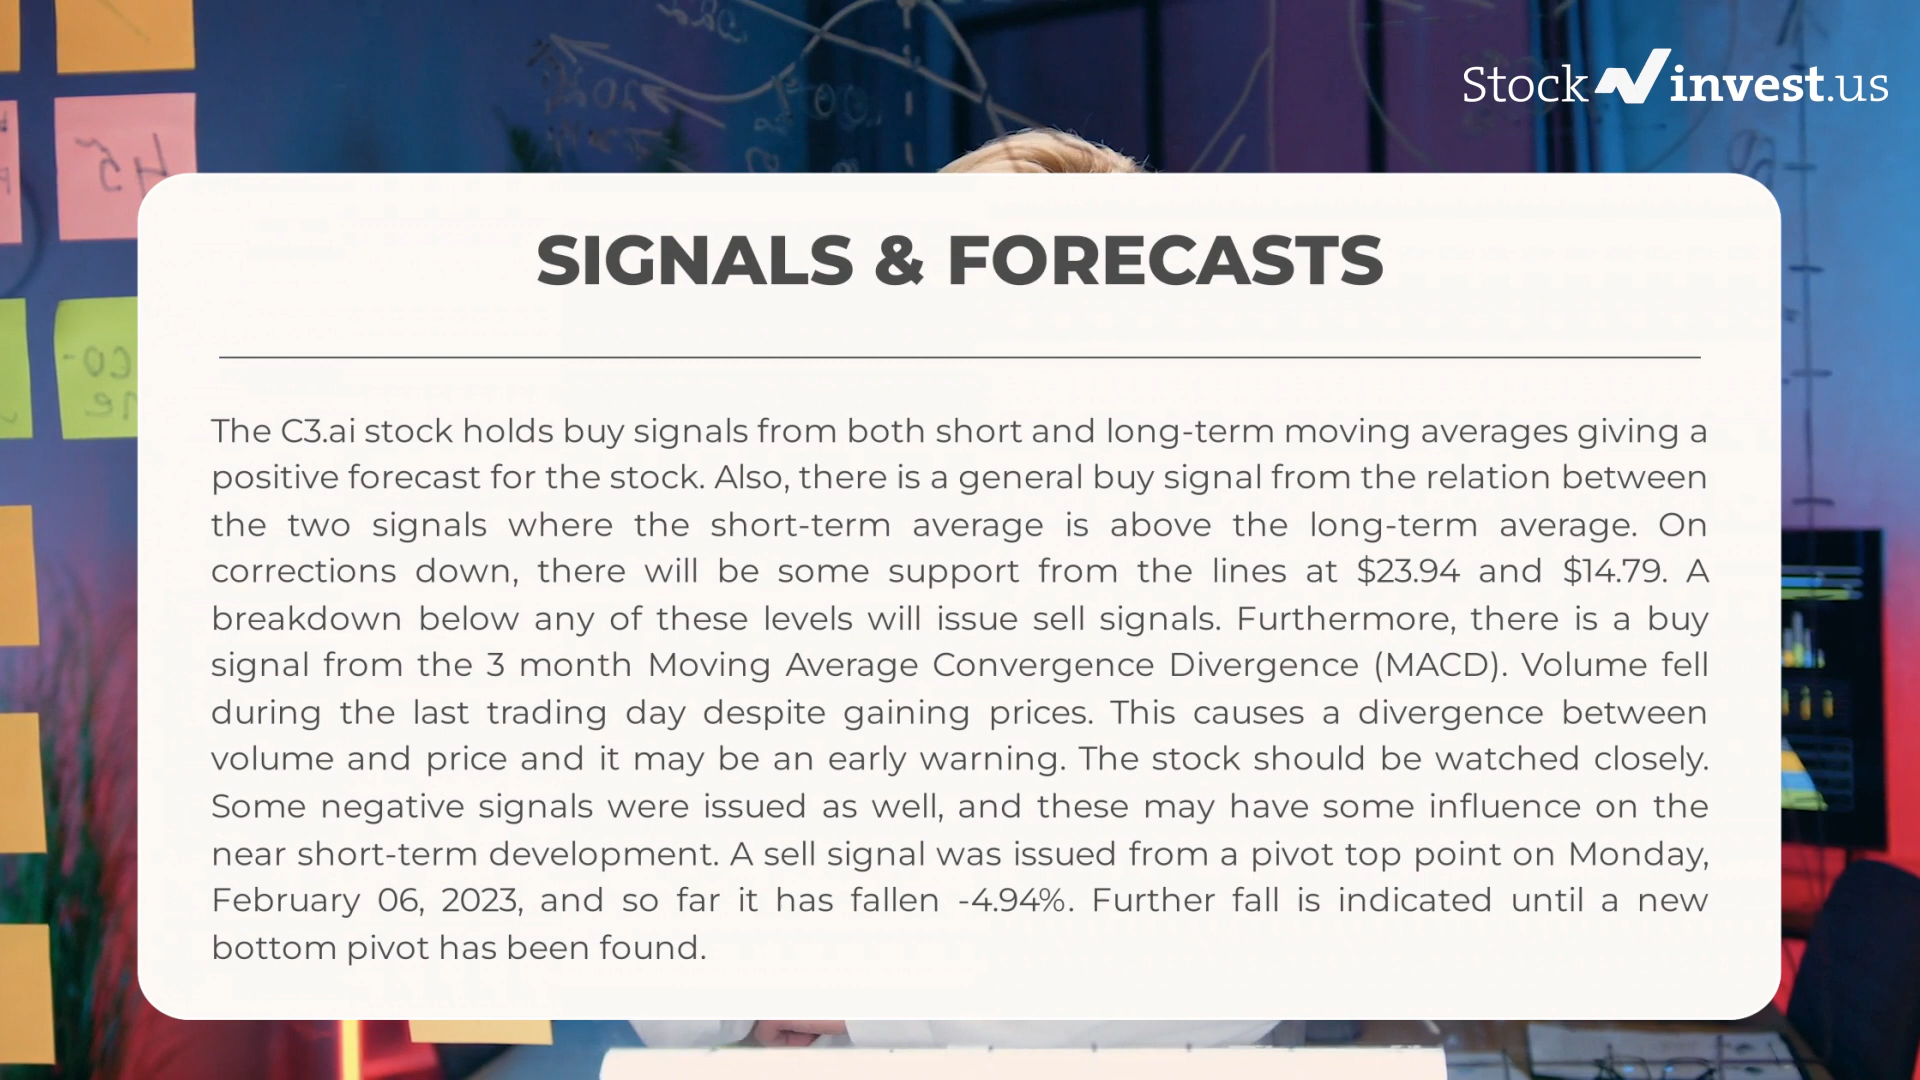 Stock invest.us
45
SIGNALS & FORECASTS
The C3.ai stock holds buy signals from both short and long-term moving averages giving a
positive forecast for the stock. Also, there is a general buy signal from the relation between
the two signals where the short-term average is above the long-term average. On
corrections down, there will be some support from the lines at $23.94 and $14.79. A
breakdown below any of these levels will issue sell signals. Furthermore, there is a buy
signal from the 3 month Moving Average Convergence Divergence (MACD). Volume fell
during the last trading day despite gaining prices. This causes a divergence between
volume and price and it may be an early warning. The stock should be watched closely.
Some negative signals were issued as well, and these may have some influence on the
near short-term development. A sell signal was issued from a pivot top point on Monday,
February 06, 2023, and so far it has fallen -4.94%. Further fall is indicated until a new
bottom pivot has been found.